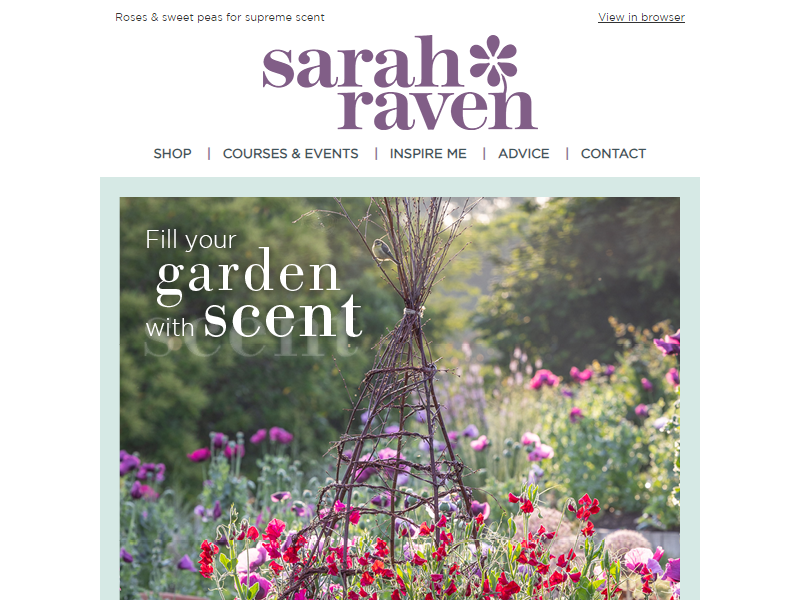 Roses & sweet peas for supreme scent
View in browser
sarah
raven
SHOP | COURSES & EVENTS | INSPIRE ME | ADVICE | CONTACT
Fill your
garden
with scent